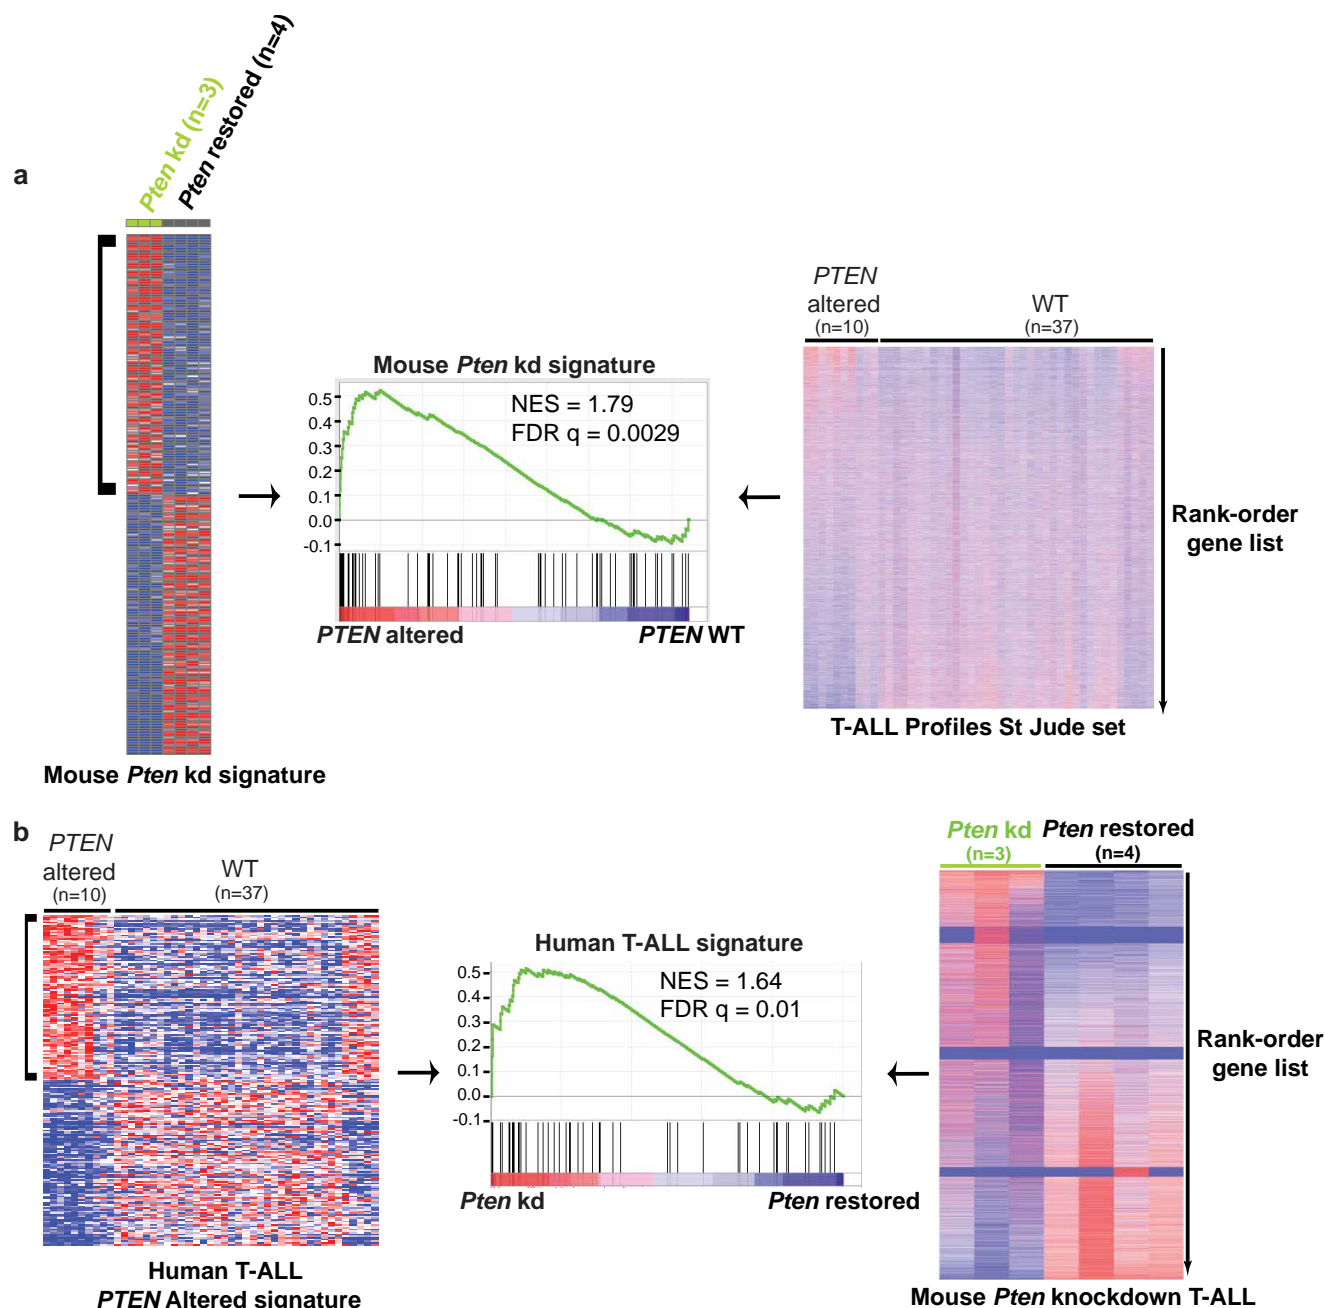 a
Pten kd (n=3)
Pten restored (n=4)
Mouse Pten kd signature
Mouse Pten kd signature
NES = 1.79
FDR q = 0.0029
0.5
0.4
0.3
0.2
0.1
0.0
-0.1
PTEN altered
PTEN WT
PTEN
altered
(n=10)
WT
(n=37)
Rank-order
gene list
T-ALL Profiles St Jude set
b
PTEN
altered
(n=10)
WT
(n=37)
Human T-ALL
PTEN Altered signature
Human T-ALL signature
NES = 1.64
FDR q = 0.01
0.5
0.4
0.3
0.2
0.1
0.0
-0.1
Pten kd
Pten restored
Pten kd
(n=3)
Pten restored
(n=4)
Rank-order
gene list
Mouse Pten knockdown T-ALL